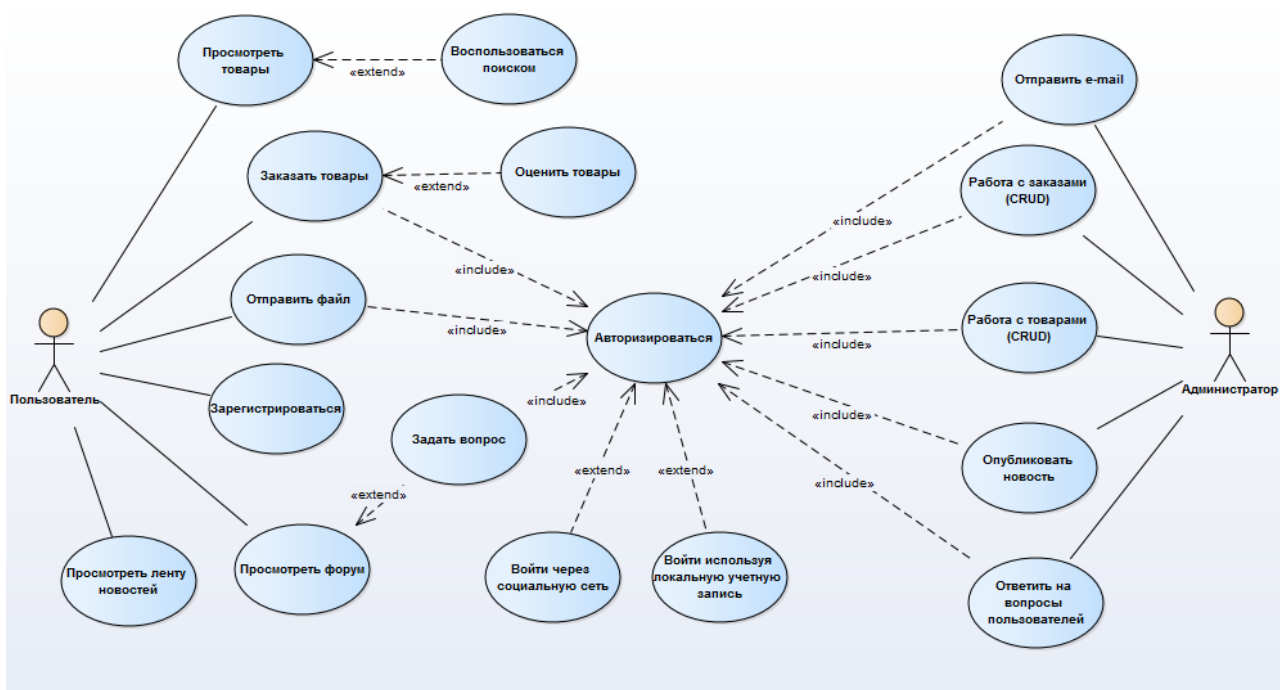 Просмотреть
товары
«extend»
Воспользоваться
поиском
Отправить e-mail
Заказать товары
«extend»
Оценить товары
Работа с заказами
(CRUD)
«include»
«include»
«include»
Отправить файл
«include»
Авторизироваться
«include»
Работа с товарами
(CRUD)
Пользователь
Зарегистрироваться
«include»
Администратор
Задать вопрос
«extend»
«extend»
«extend»
«include»
Опубликовать
новость
Просмотреть ленту
новостей
Просмотреть форум
Войти через
социальную сеть
Войти используя
локальную учетную
запись
Ответить на
вопросы
пользователей